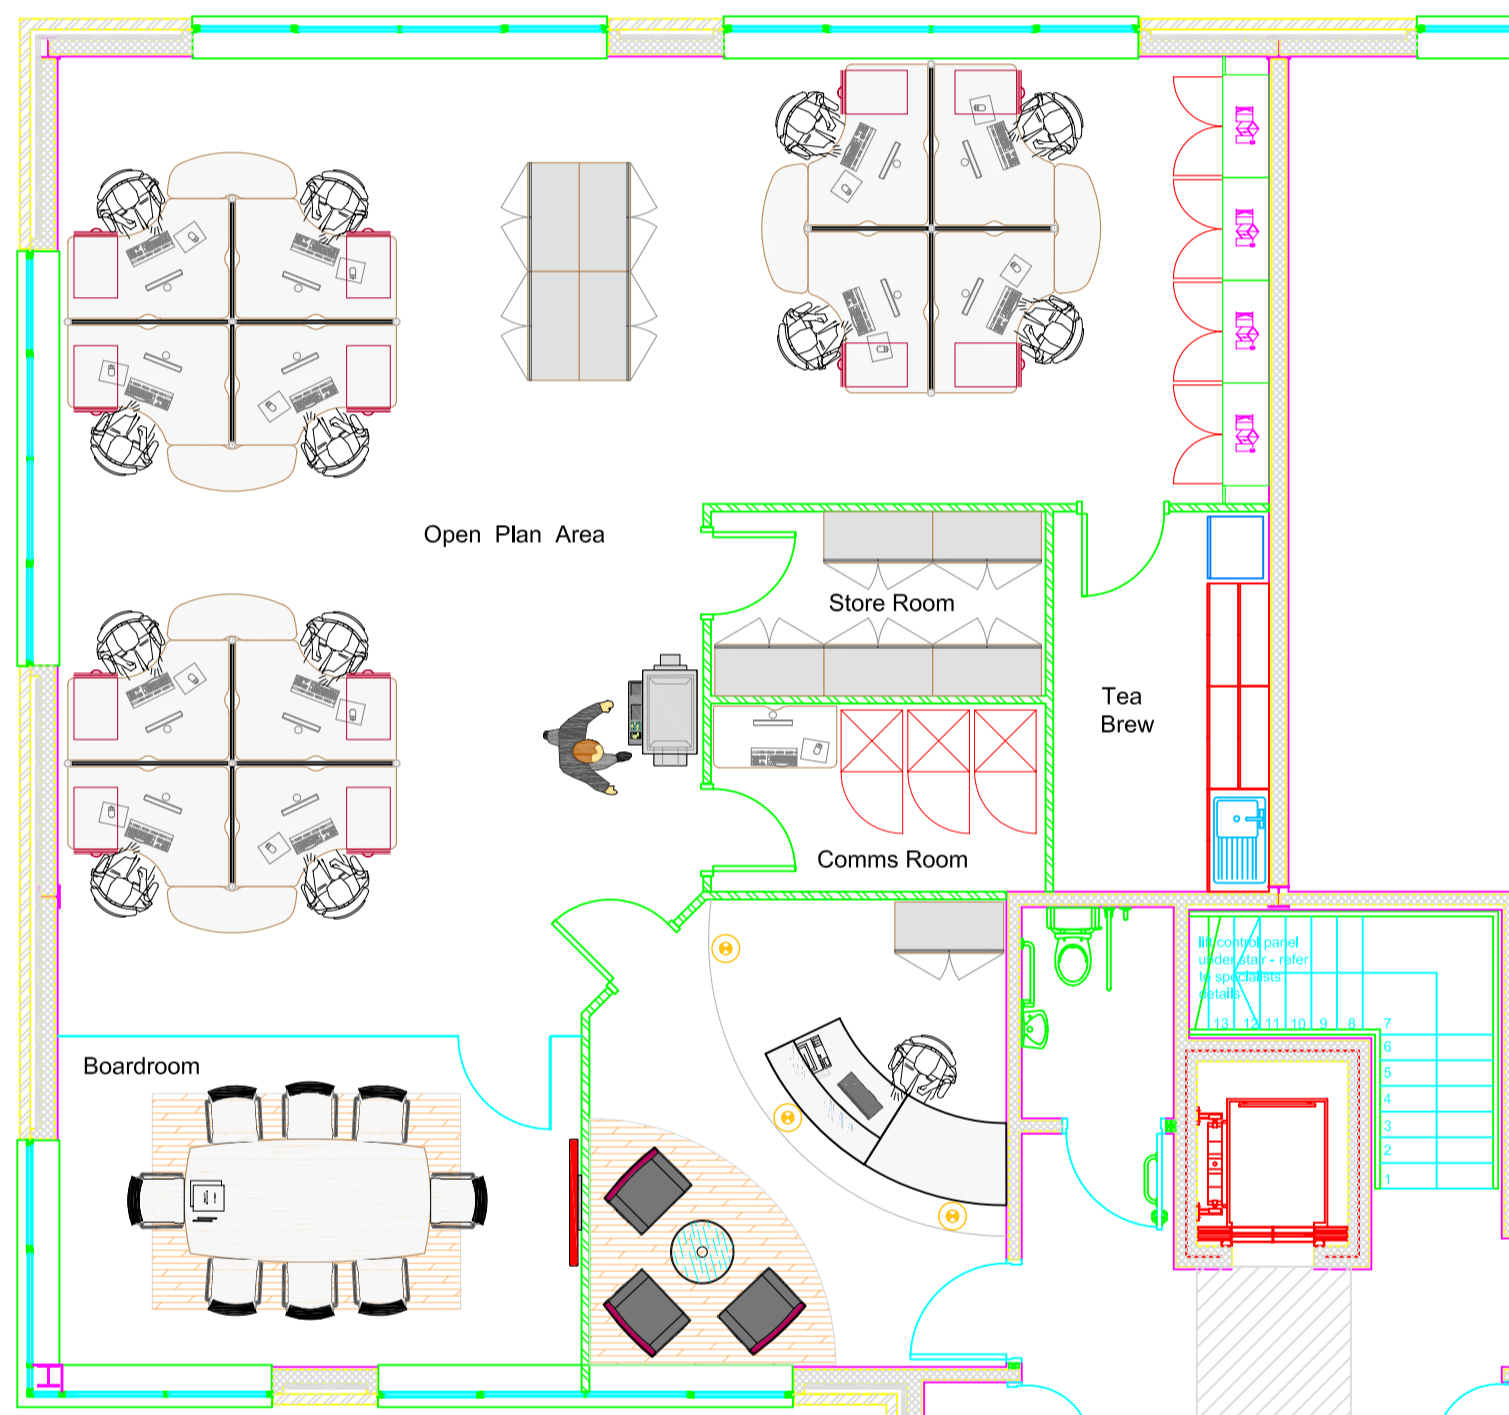 Open Plan Area
Store Room
Tea
Brew
Comms Room
lift control panel
under stair - refer
to specialists
details
13 12 11 10 9 8 7
6
5
4
3
2
1
Boardroom